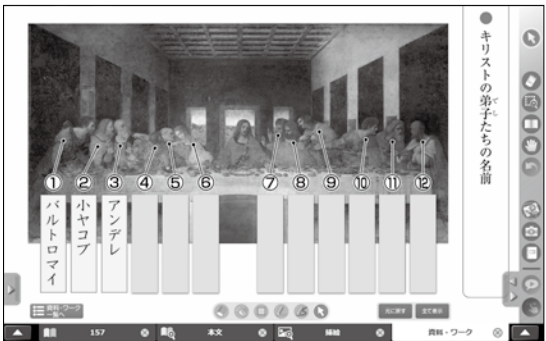 キリストの弟子たちの名前
でし
①
②
③
④
⑤
⑥
⑦
⑧
⑨
⑩
⑪
⑫
バルトロマイ
小ヤコブ
アンデレ
資料・ワーク
一覧へ
元に戻す
全て表示
157
本文
挿絵
資料・ワーク